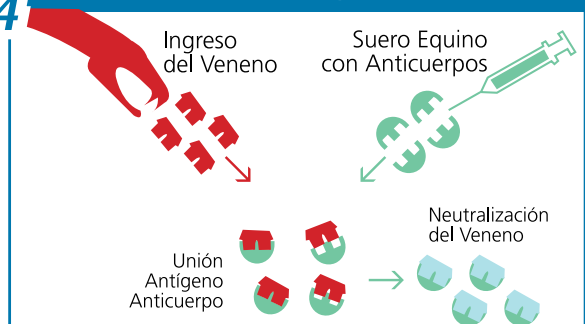 4
Ingreso
del Veneno
Suero Equino
con Anticuerpos
Unión
Antígeno
Anticuerpo
Neutralización
del Veneno